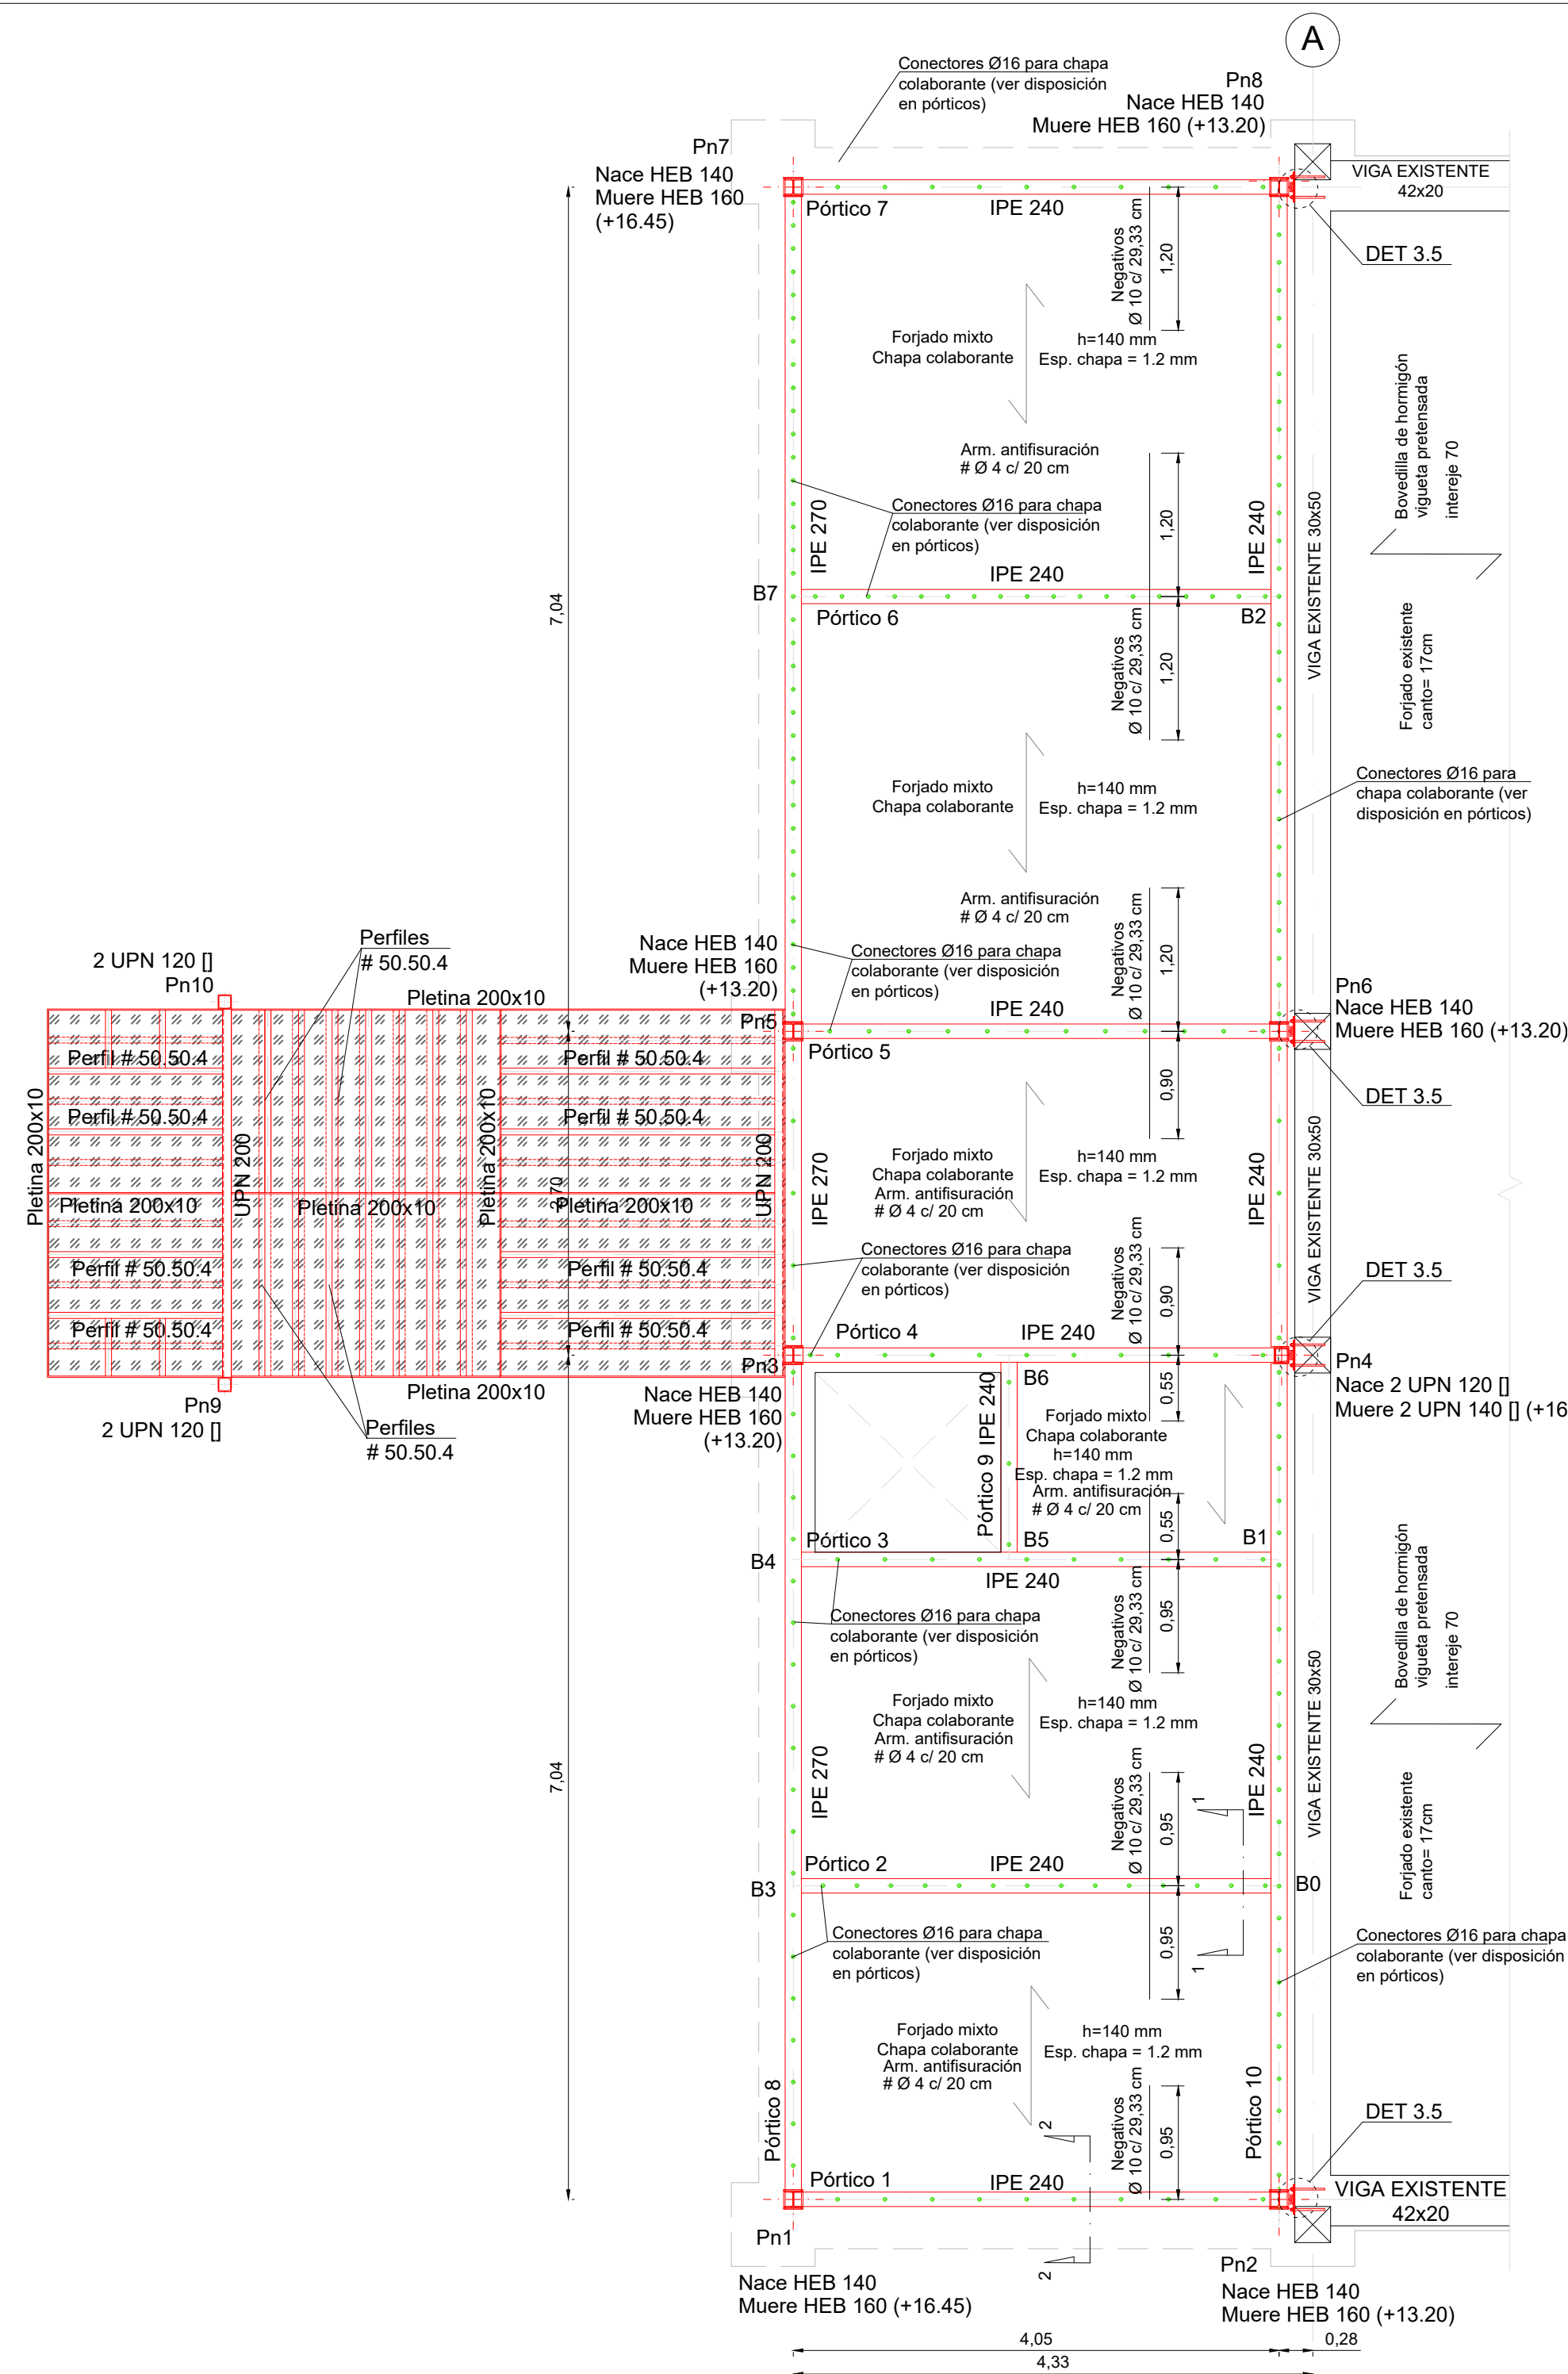 A
Conectores Ø16 para chapa
colaborante (ver disposición
en pórticos)
Pn8
Nace HEB 140
Muere HEB 160 (+13.20)
Pn7
Nace HEB 140
Muere HEB 160
(+16.45)
VIGA EXISTENTE
42x20
Pórtico 7
IPE 240
DET 3.5
Negativos
Ø 10 c/ 29,33 cm
1,20
Forjado mixto
Chapa colaborante
h=140 mm
Esp. chapa = 1.2 mm
Bovedilla de hormigón
vigueta pretensada
intereje 70
Arm. antifisuración
# Ø 4 c/ 20 cm
Conectores Ø16 para chapa
colaborante (ver disposición
en pórticos)
IPE 270
1,20
IPE 240
VIGA EXISTENTE 30x50
IPE 240
B7
Pórtico 6
B2
7,04
Negativos
Ø 10 c/ 29,33 cm
1,20
Forjado existente
canto= 17cm
Forjado mixto
Chapa colaborante
h=140 mm
Esp. chapa = 1.2 mm
Conectores Ø16 para
chapa colaborante (ver
disposición en pórticos)
Arm. antifisuración
# Ø 4 c/ 20 cm
Negativos
Ø 10 c/ 29,33 cm
1,20
Perfiles
# 50.50.4
2 UPN 120 []
Pn10
Pletina 200x10
Nace HEB 140
Muere HEB 160
(+13.20)
Conectores Ø16 para chapa
colaborante (ver disposición
en pórticos)
Pn5
IPE 240
Pórtico 5
Pn6
Nace HEB 140
Muere HEB 160 (+13.20)
DET 3.5
Perfil # 50.50.4
Perfil # 50.50.4
Perfil # 50.50.4
Perfil # 50.50.4
Pletina 200x10
UPN 200
Pletina 200x10
UPN 200
Pletina 200x10
Pletina 200x10
Pletina 200x10
2,70
IPE 270
0,90
Forjado mixto
Chapa colaborante
Arm. antifisuración
# Ø 4 c/ 20 cm
h=140 mm
Esp. chapa = 1.2 mm
IPE 240
VIGA EXISTENTE 30x50
Perfil # 50.50.4
Perfil # 50.50.4
Perfil # 50.50.4
Perfil # 50.50.4
Conectores Ø16 para chapa
colaborante (ver disposición
en pórticos)
Negativos
Ø 10 c/ 29,33 cm
0,90
DET 3.5
Pórtico 4
IPE 240
Pn3
Nace HEB 140
Muere HEB 160
(+13.20)
Pletina 200x10
Pn9
2 UPN 120 []
Perfiles
# 50.50.4
Pn4
Nace 2 UPN 120 []
Muere 2 UPN 140 [] (+16
B6
0,55
Pórtico 9 IPE 240
Forjado mixto
Chapa colaborante
h=140 mm
Esp. chapa = 1.2 mm
Arm. antifisuración
# Ø 4 c/ 20 cm
0,55
Pórtico 3
B5
B1
B4
IPE 240
Negativos
Ø 10 c/ 29,33 cm
0,95
Conectores Ø16 para chapa
colaborante (ver disposición
en pórticos)
Bovedilla de hormigón
vigueta pretensada
intereje 70
Forjado mixto
Chapa colaborante
Arm. antifisuración
# Ø 4 c/ 20 cm
h=140 mm
Esp. chapa = 1.2 mm
VIGA EXISTENTE 30x50
7,04
IPE 270
Negativos
Ø 10 c/ 29,33 cm
0,95
1
IPE 240
Forjado existente
canto= 17cm
Pórtico 2
IPE 240
B3
B0
Conectores Ø16 para chapa
colaborante (ver disposición
en pórticos)
0,95
1
Conectores Ø16 para chapa
colaborante (ver disposición
en pórticos)
Forjado mixto
Chapa colaborante
Arm. antifisuración
# Ø 4 c/ 20 cm
h=140 mm
Esp. chapa = 1.2 mm
Pórtico 8
2
Negativos
Ø 10 c/ 29,33 cm
0,95
Pórtico 10
DET 3.5
Pórtico 1
IPE 240
VIGA EXISTENTE
42x20
Pn1
Nace HEB 140
Muere HEB 160 (+16.45)
2
Pn2
Nace HEB 140
Muere HEB 160 (+13.20)
4,05
0,28
4,33